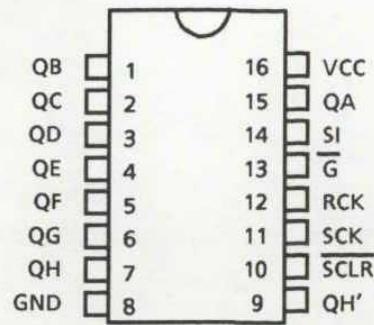 QB 1 16 VCC
QC 2 15 QA
QD 3 14 SI
QE 4 13 G̅
QF 5 12 RCK
QG 6 11 SCK
QH 7 10 S̅C̅L̅R̅
GND 8 9 QH'